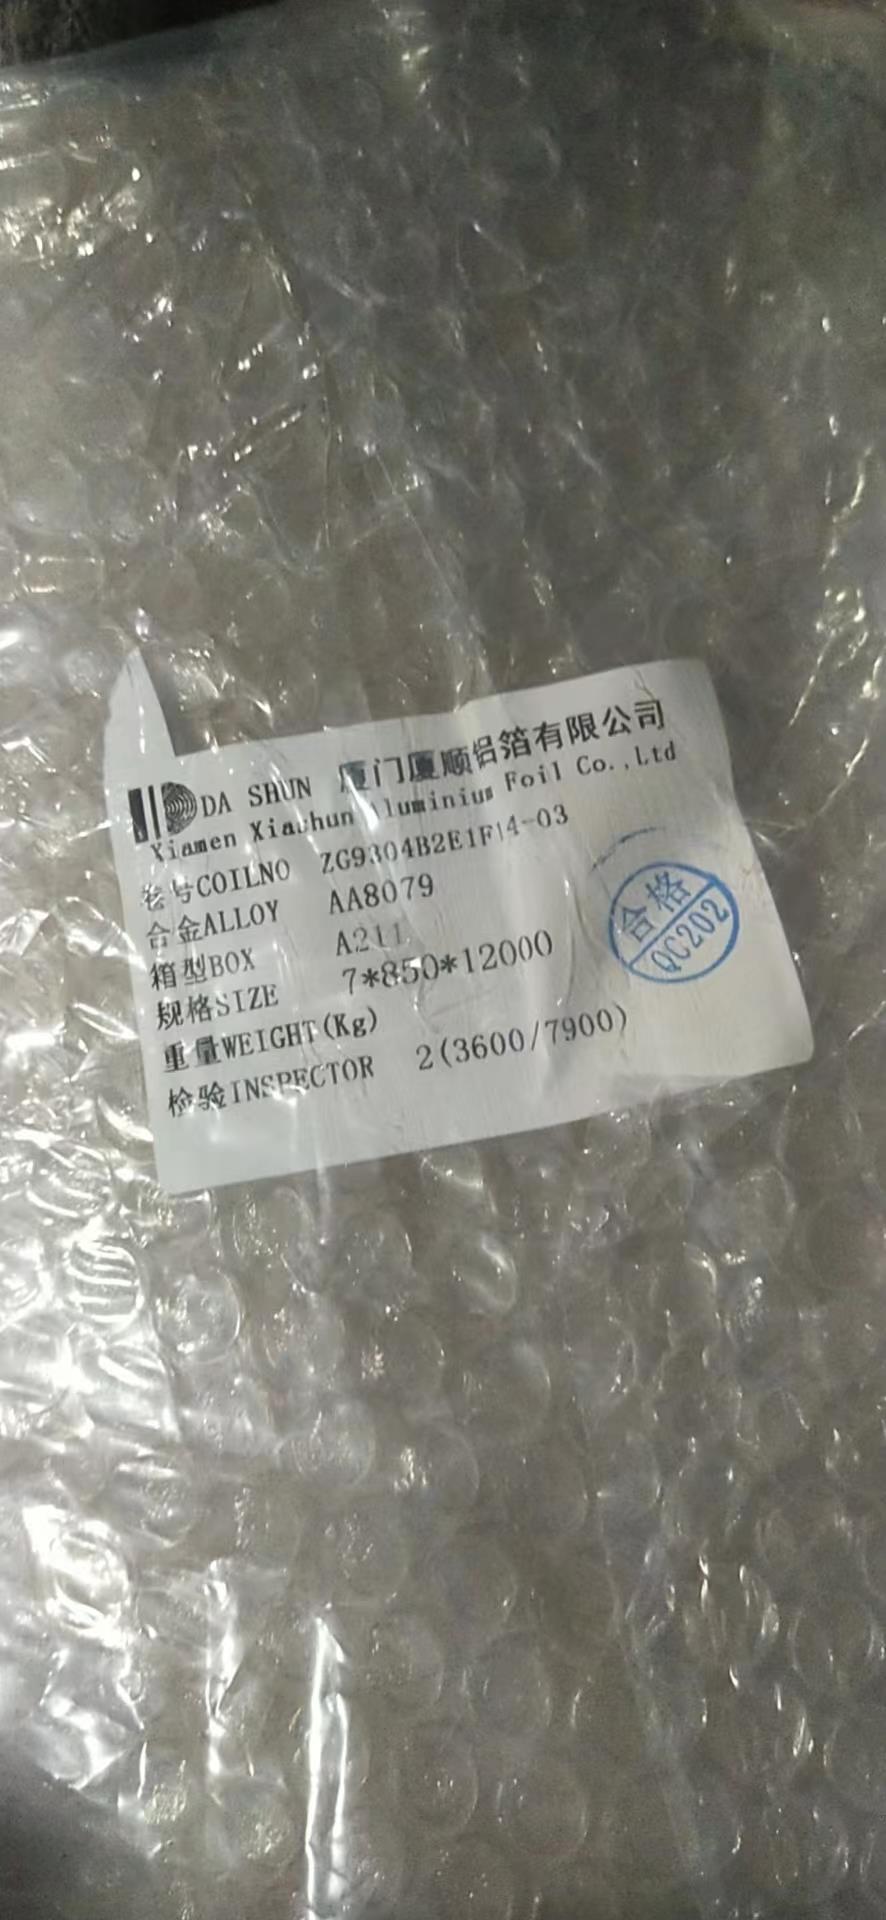 DA SHUN 厦门厦顺铝箔有限公司
Xiamen Xiashun Aluminium Foil Co.,Ltd
卷号COILNO ZG9304B2E1F14-03
合金ALLOY AA8079
箱型BOX A211
规格SIZE 7*850*12000
重量WEIGHT(Kg)
检验INSPECTOR 2(3600/7900)
合格
QC202